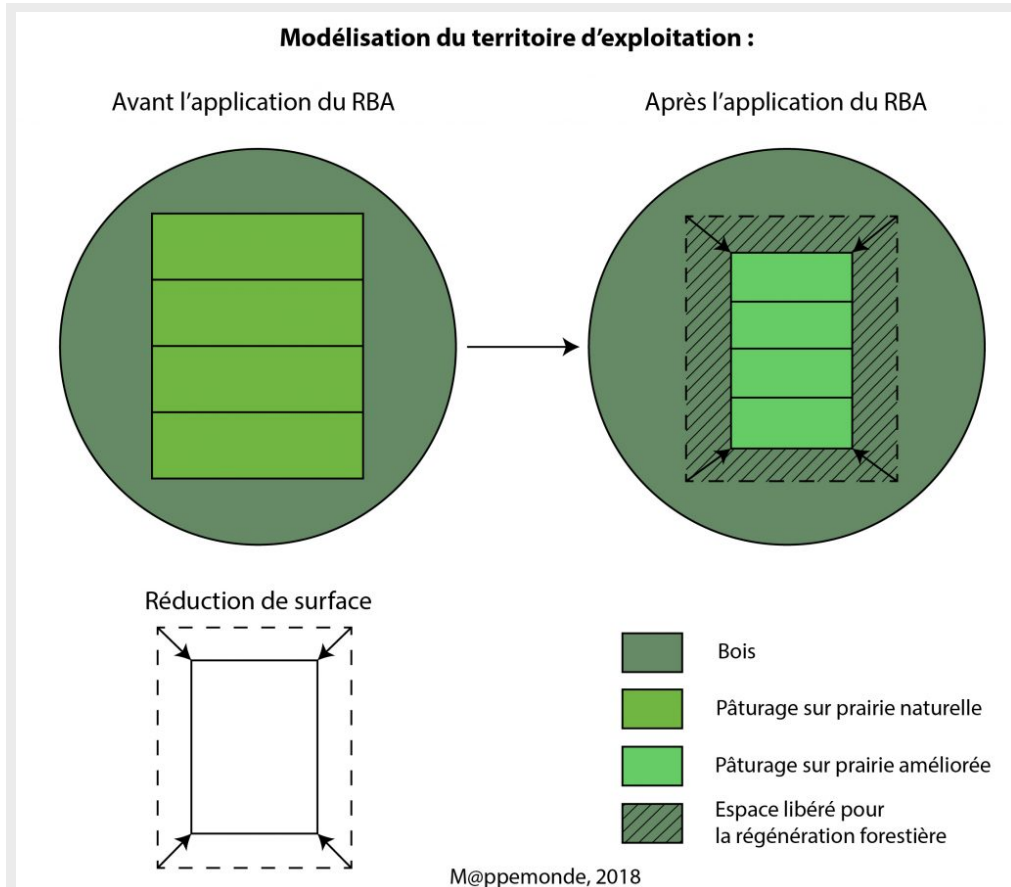 Modélisation du territoire d’exploitation :
Avant l’application du RBA
Après l’application du RBA
Réduction de surface
Bois
Pâturage sur prairie naturelle
Pâturage sur prairie améliorée
Espace libéré pour
la régénération forestière
M@ppemonde, 2018